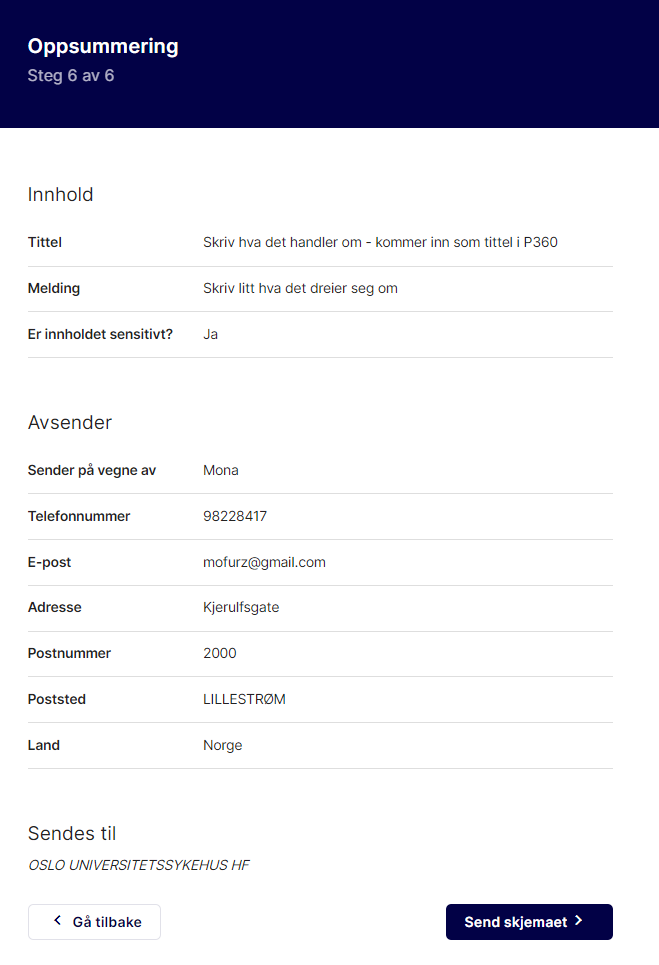 Oppsummering
Steg 6 av 6
Innhold
Tittel Skriv hva det handler om - kommer inn som tittel i P360
Melding Skriv litt hva det dreier seg om
Er innholdet sensitivt? Ja
Avsender
Sender på vegne av Mona
Telefonnummer 98228417
E-post mofurz@gmail.com
Adresse Kjerulfsgate
Postnummer 2000
Poststed LILLESTRØM
Land Norge
Sendes til
OSLO UNIVERSITETSSYKEHUS HF
Gå tilbake Send skjemaet